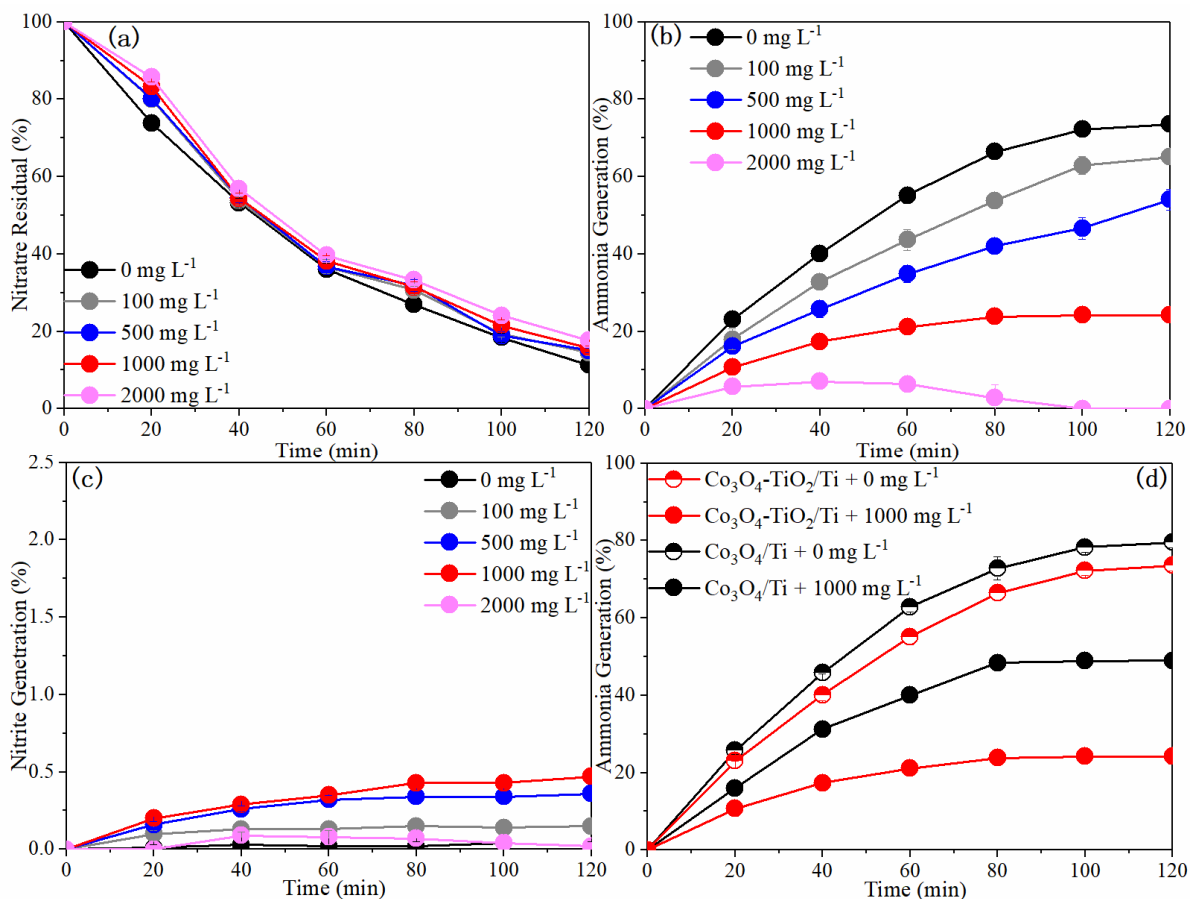 (a)
Nitratre Residual (%)
100
80
60
40
20
0
0 mg L⁻¹
100 mg L⁻¹
500 mg L⁻¹
1000 mg L⁻¹
2000 mg L⁻¹
0 20 40 60 80 100 120
Time (min)
(b)
Ammonia Generation (%)
100
80
60
40
20
0
0 mg L⁻¹
100 mg L⁻¹
500 mg L⁻¹
1000 mg L⁻¹
2000 mg L⁻¹
0 20 40 60 80 100 120
Time (min)
(c)
Nitrite Genetration (%)
2.5
2.0
1.5
1.0
0.5
0.0
0 mg L⁻¹
100 mg L⁻¹
500 mg L⁻¹
1000 mg L⁻¹
2000 mg L⁻¹
0 20 40 60 80 100 120
Time (min)
(d)
Ammonia Generation (%)
100
80
60
40
20
0
Co₃O₄-TiO₂/Ti + 0 mg L⁻¹
Co₃O₄-TiO₂/Ti + 1000 mg L⁻¹
Co₃O₄/Ti + 0 mg L⁻¹
Co₃O₄/Ti + 1000 mg L⁻¹
0 20 40 60 80 100 120
Time (min)